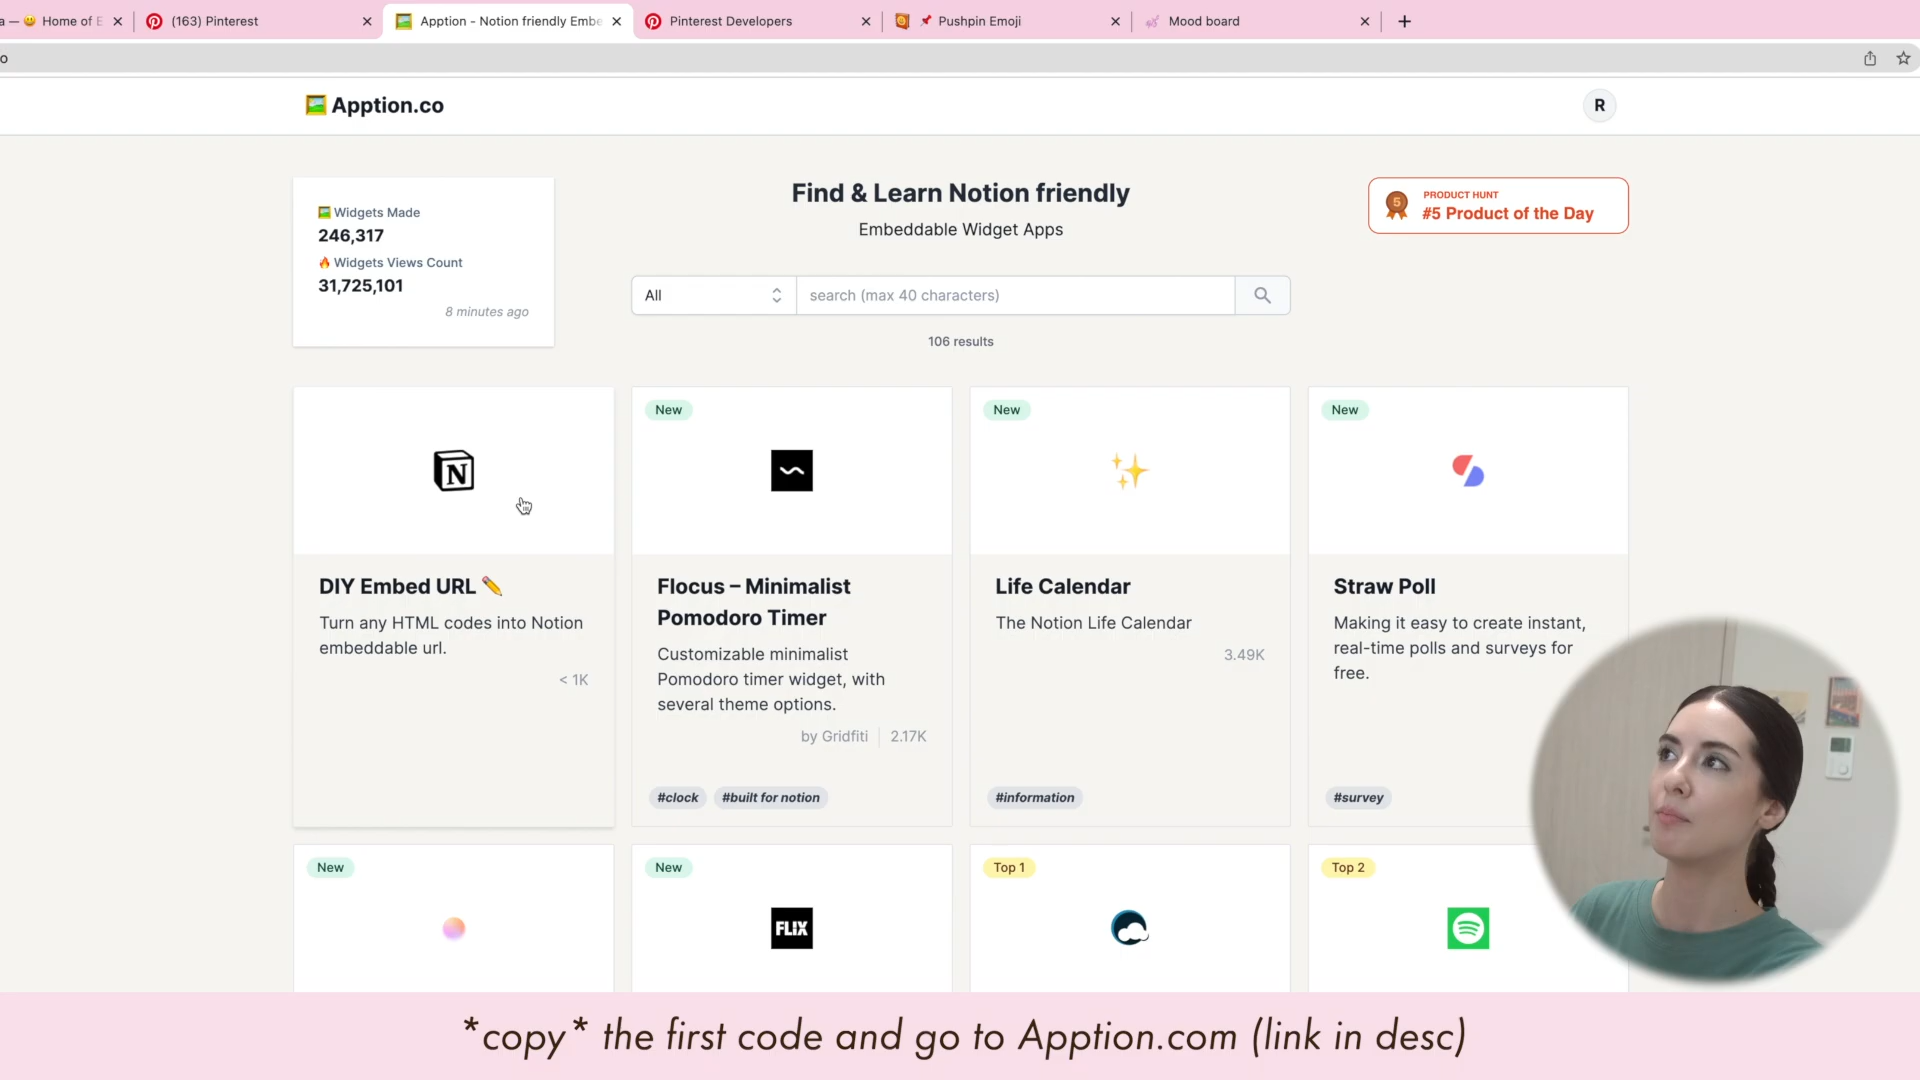 a — 😀 Home of E
(163) Pinterest
Apption - Notion friendly Embe
Pinterest Developers
📌 Pushpin Emoji
Mood board
o
Apption.co
R
Widgets Made
246,317
🔥 Widgets Views Count
31,725,101
8 minutes ago
Find & Learn Notion friendly
Embeddable Widget Apps
5
PRODUCT HUNT
#5 Product of the Day
All
search (max 40 characters)
106 results
N
DIY Embed URL ✏️
Turn any HTML codes into Notion
embeddable url.
< 1K
New
Flocus – Minimalist
Pomodoro Timer
Customizable minimalist
Pomodoro timer widget, with
several theme options.
by Gridfiti
2.17K
#clock
#built for notion
New
Life Calendar
The Notion Life Calendar
3.49K
#information
New
Straw Poll
Making it easy to create instant,
real-time polls and surveys for
free.
#survey
New
New
FLIX
Top 1
Top 2
*copy* the first code and go to Apption.com (link in desc)